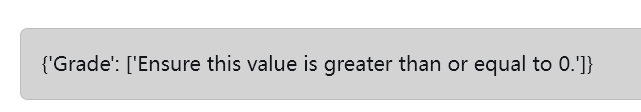 {'Grade': ['Ensure this value is greater than or equal to 0.']}